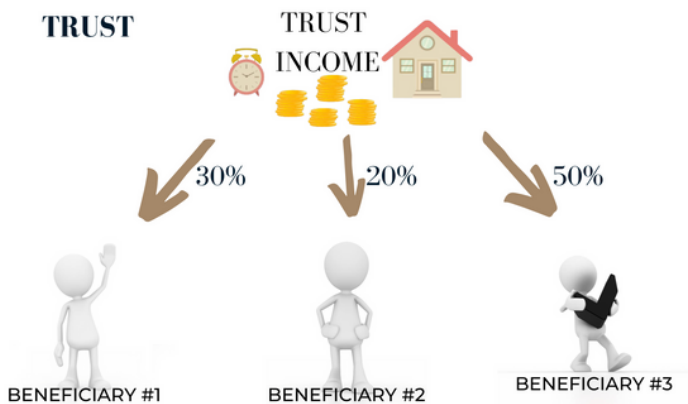 TRUST
TRUST
INCOME
30%
20%
50%
BENEFICIARY #1
BENEFICIARY #2
BENEFICIARY #3